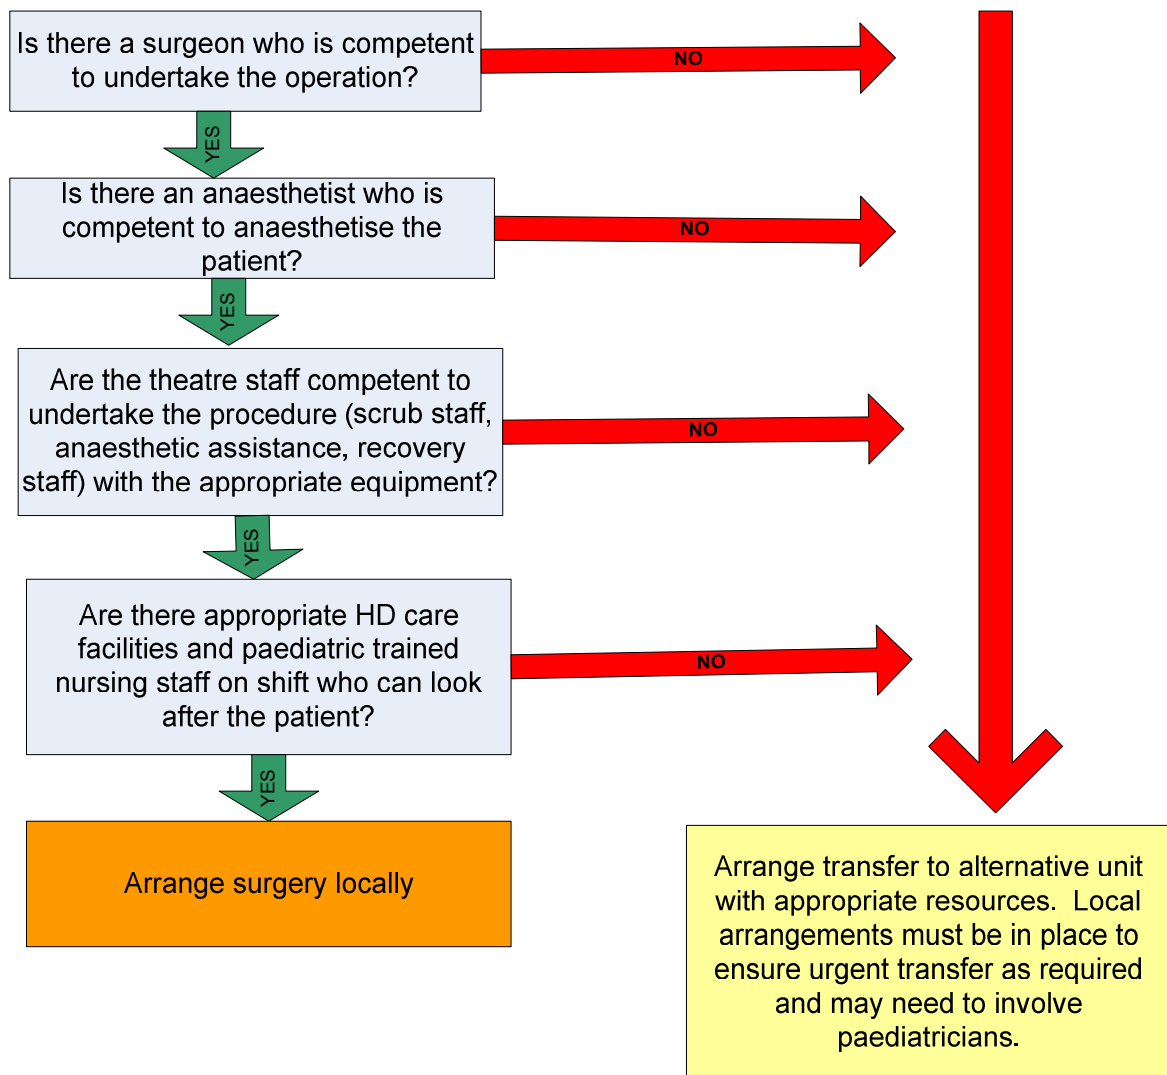 Is there a surgeon who is competent
to undertake the operation?
NO
YES
Is there an anaesthetist who is
competent to anaesthetise the
patient?
NO
YES
Are the theatre staff competent to
undertake the procedure (scrub staff,
anaesthetic assistance, recovery
staff) with the appropriate equipment?
NO
YES
Are there appropriate HD care
facilities and paediatric trained
nursing staff on shift who can look
after the patient?
NO
YES
Arrange surgery locally
Arrange transfer to alternative unit
with appropriate resources.  Local
arrangements must be in place to
ensure urgent transfer as required
and may need to involve
paediatricians.